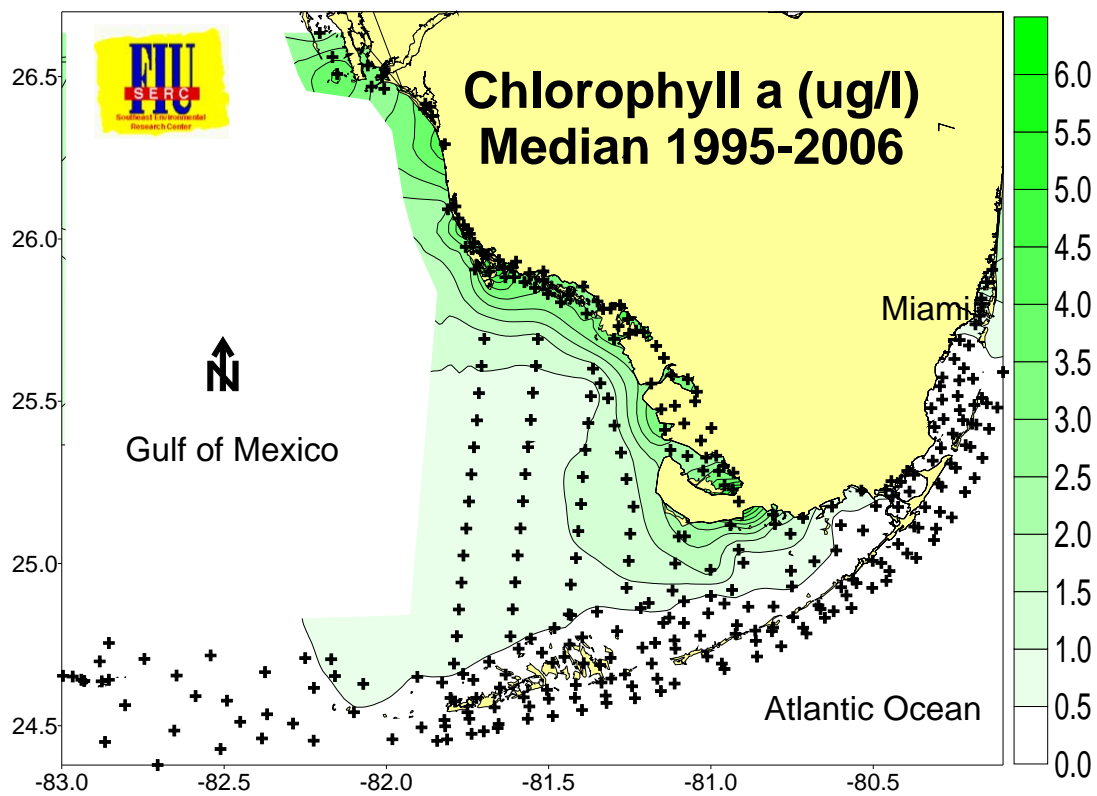 FIU
SERC
Southeast Environmental
Research Center
Chlorophyll a (ug/l)
Median 1995-2006
Miami
N
Gulf of Mexico
Atlantic Ocean
26.5
26.0
25.5
25.0
24.5
-83.0
-82.5
-82.0
-81.5
-81.0
-80.5
6.0
5.5
5.0
4.5
4.0
3.5
3.0
2.5
2.0
1.5
1.0
0.5
0.0